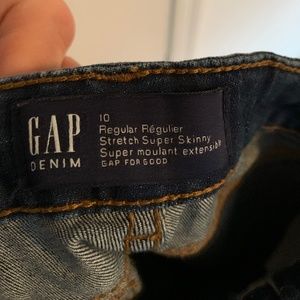 GAP
DENIM
10
Regular Régulier
Stretch Super Skinny
Super moulant extensible
GAP FOR GOOD